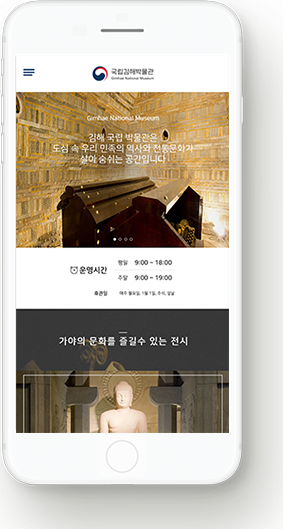 국립김해박물관
Gimhae National Museum
Gimhae National Museum
김해 국립 박물관은
도심 속 우리 민족의 역사와 전통문화가
살아 숨쉬는 공간입니다
운영시간
평일 9:00 ~ 18:00
주말 9:00 ~ 19:00
휴관일 매주 월요일, 1월 1일, 추석, 설날
가야의 문화를 즐길수 있는 전시